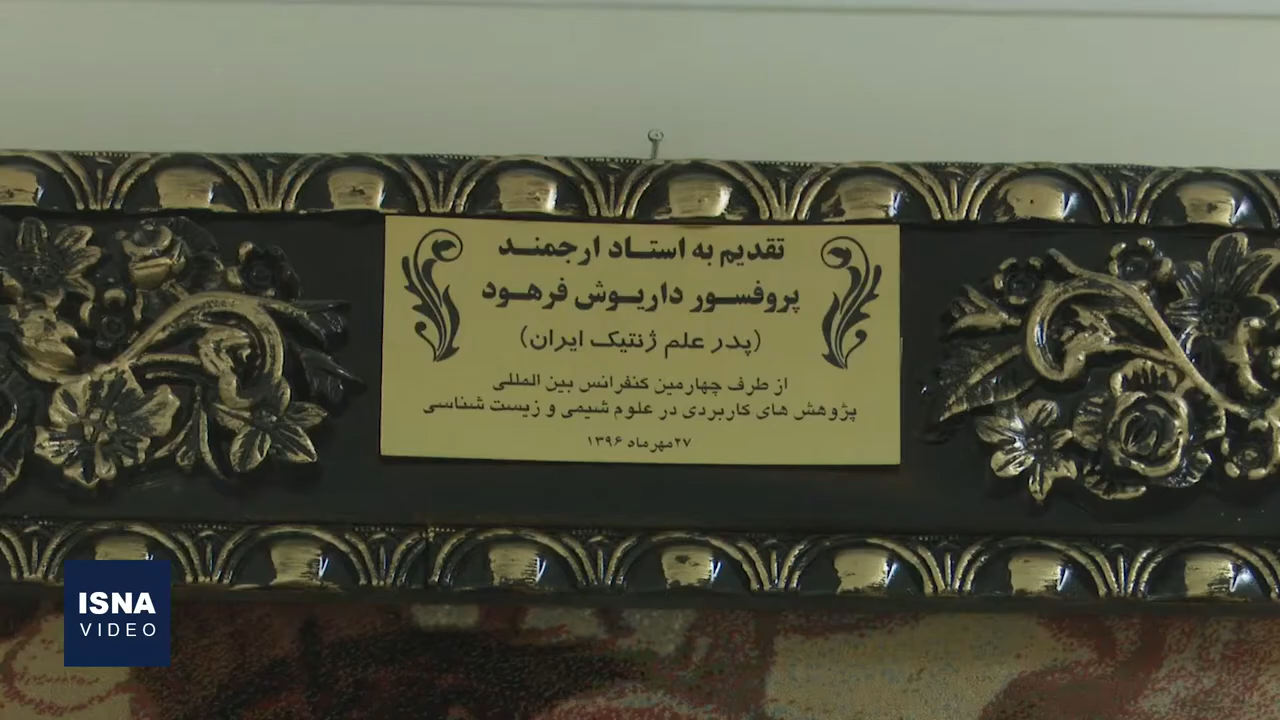 تقدیم به استاد ارجمند
پروفسور داریوش فرهود
(پدر علم ژنتیک ایران)
از طرف چهارمین کنفرانس بین المللی
پژوهش های کاربردی در علوم شیمی و زیست شناسی
۲۷مهرماه ۱۳۹۶
ISNA
VIDEO